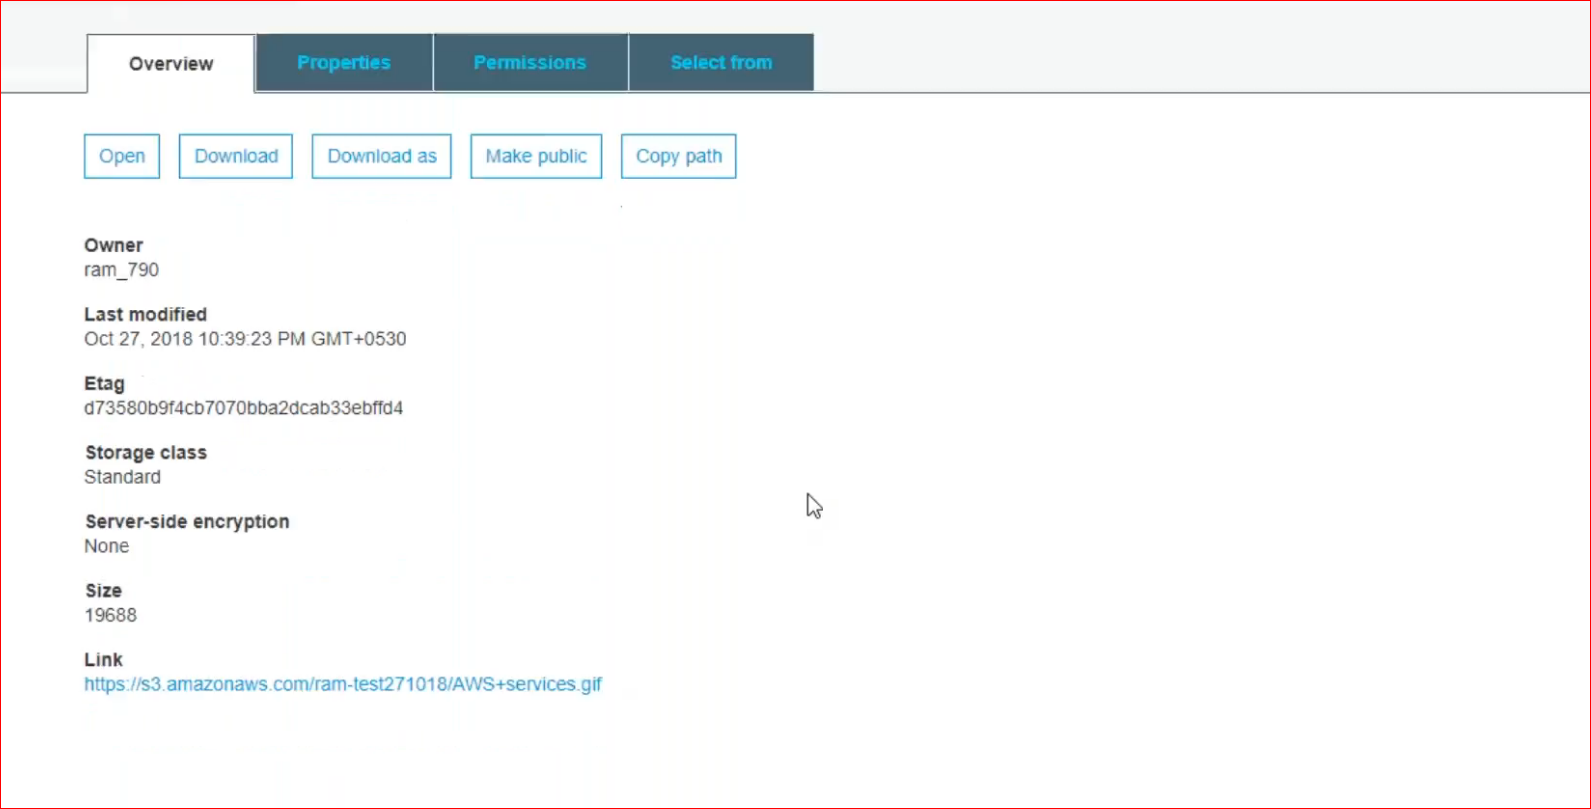 Overview Properties Permissions Select from
Open Download Download as Make public Copy path
Owner
ram_790
Last modified
Oct 27, 2018 10:39:23 PM GMT+0530
Etag
d73580b9f4cb7070bba2dcab33ebffd4
Storage class
Standard
Server-side encryption
None
Size
19688
Link
https://s3.amazonaws.com/ram-test271018/AWS+services.gif